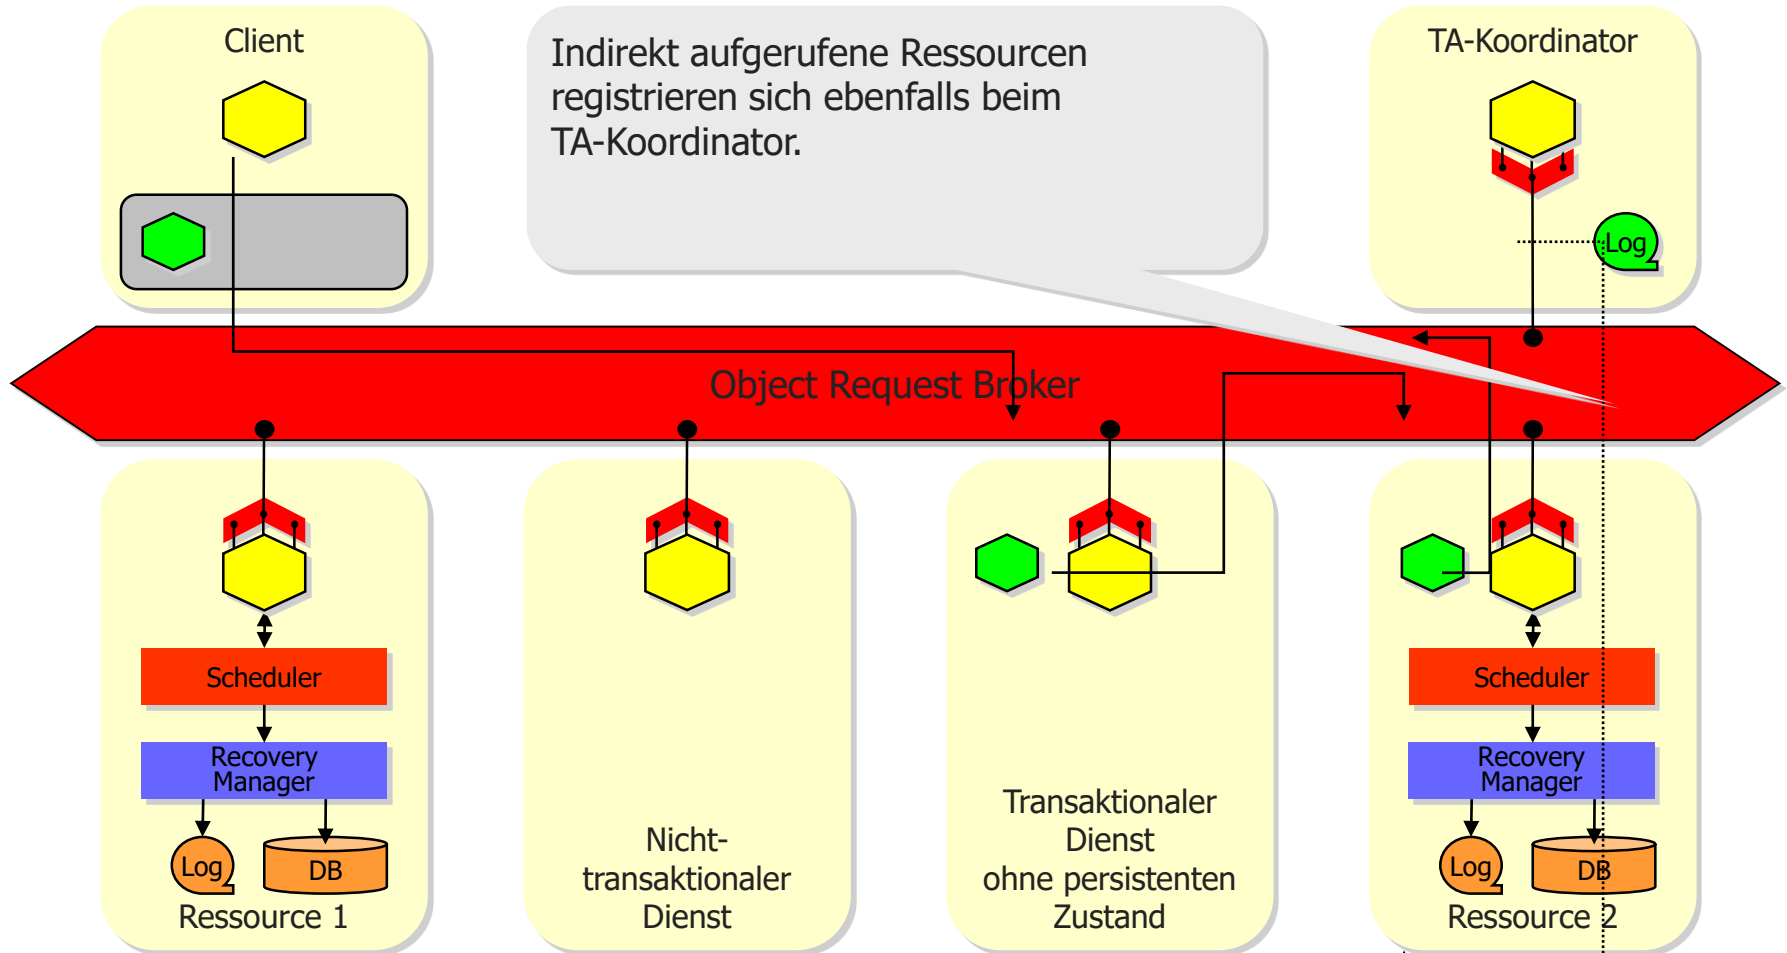 Client
Indirekt aufgerufene Ressourcen
registrieren sich ebenfalls beim
TA-Koordinator.
TA-Koordinator
Log
Object Request Broker
Scheduler
Recovery
Manager
Log
DB
Ressource 1
Nicht-
transaktionaler
Dienst
Transaktionaler
Dienst
ohne persistenten
Zustand
Scheduler
Recovery
Manager
Log
DB
Ressource 2